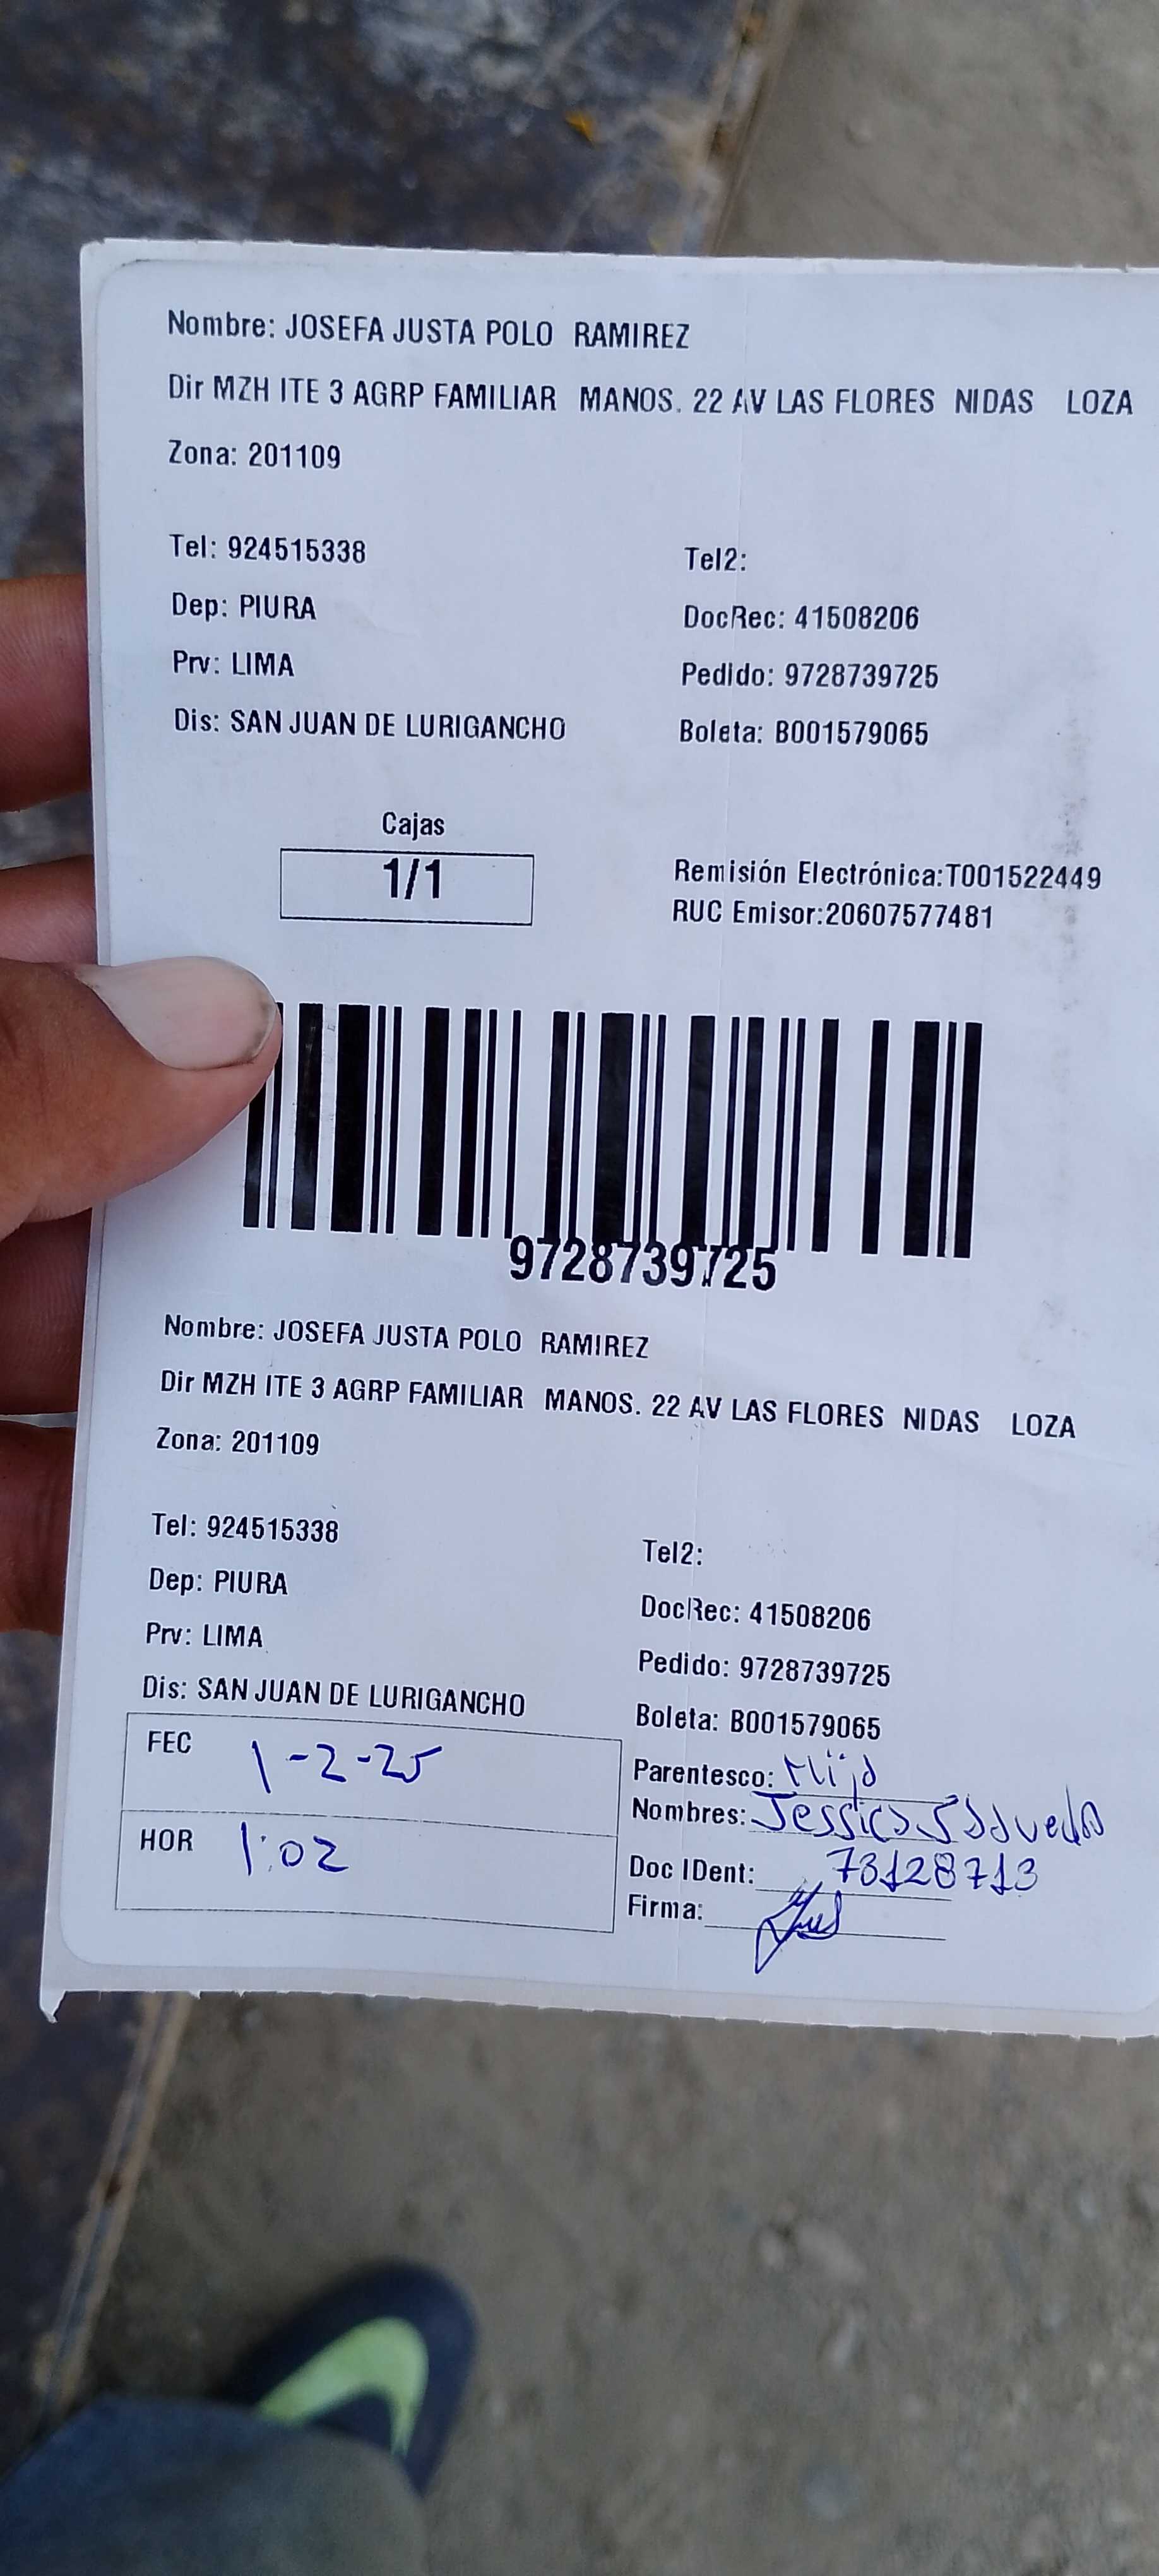 Nombre: JOSEFA JUSTA POLO RAMIREZ
Dir MZH ITE 3 AGRP FAMILIAR MANOS. 22 AV LAS FLORES NIDAS LOZA
Zona: 201109
Tel: 924515338 Tel2:
Dep: PIURA DocRec: 41508206
Prv: LIMA Pedido: 9728739725
Dis: SAN JUAN DE LURIGANCHO Boleta: B001579065
Cajas
1/1
Remisión Electrónica:T001522449
RUC Emisor:20607577481
9728739725
Nombre: JOSEFA JUSTA POLO RAMIREZ
Dir MZH ITE 3 AGRP FAMILIAR MANOS. 22 AV LAS FLORES NIDAS LOZA
Zona: 201109
Tel: 924515338 Tel2:
Dep: PIURA DocRec: 41508206
Prv: LIMA Pedido: 9728739725
Dis: SAN JUAN DE LURIGANCHO Boleta: B001579065
FEC 1-2-25
HOR 1:02
Parentesco: Hija
Nombres: Jessica
Doc IDent: 73128713
Firma: